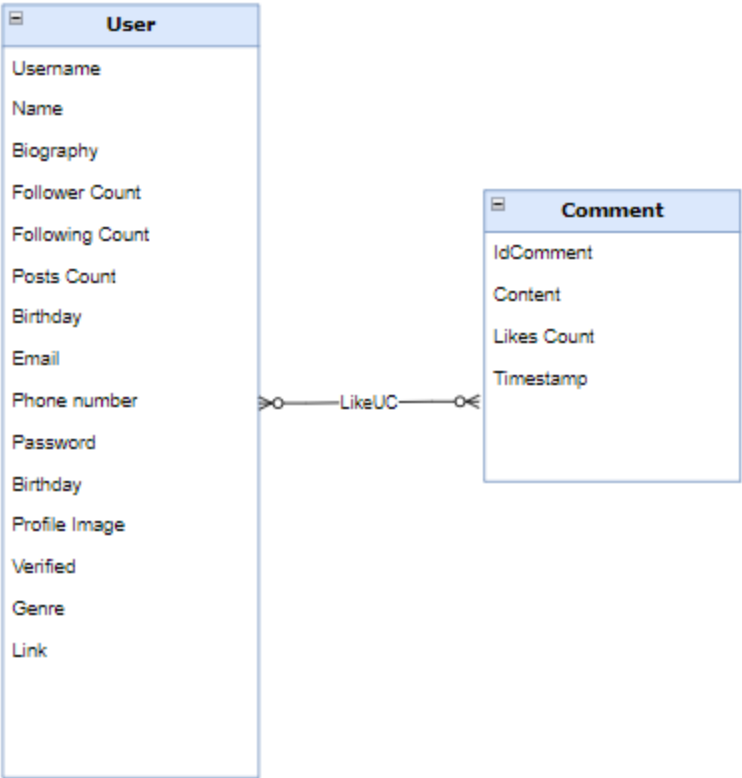 User
Username
Name
Biography
Follower Count
Following Count
Posts Count
Birthday
Email
Phone number
Password
Birthday
Profile Image
Verified
Genre
Link
LikeUC
Comment
IdComment
Content
Likes Count
Timestamp